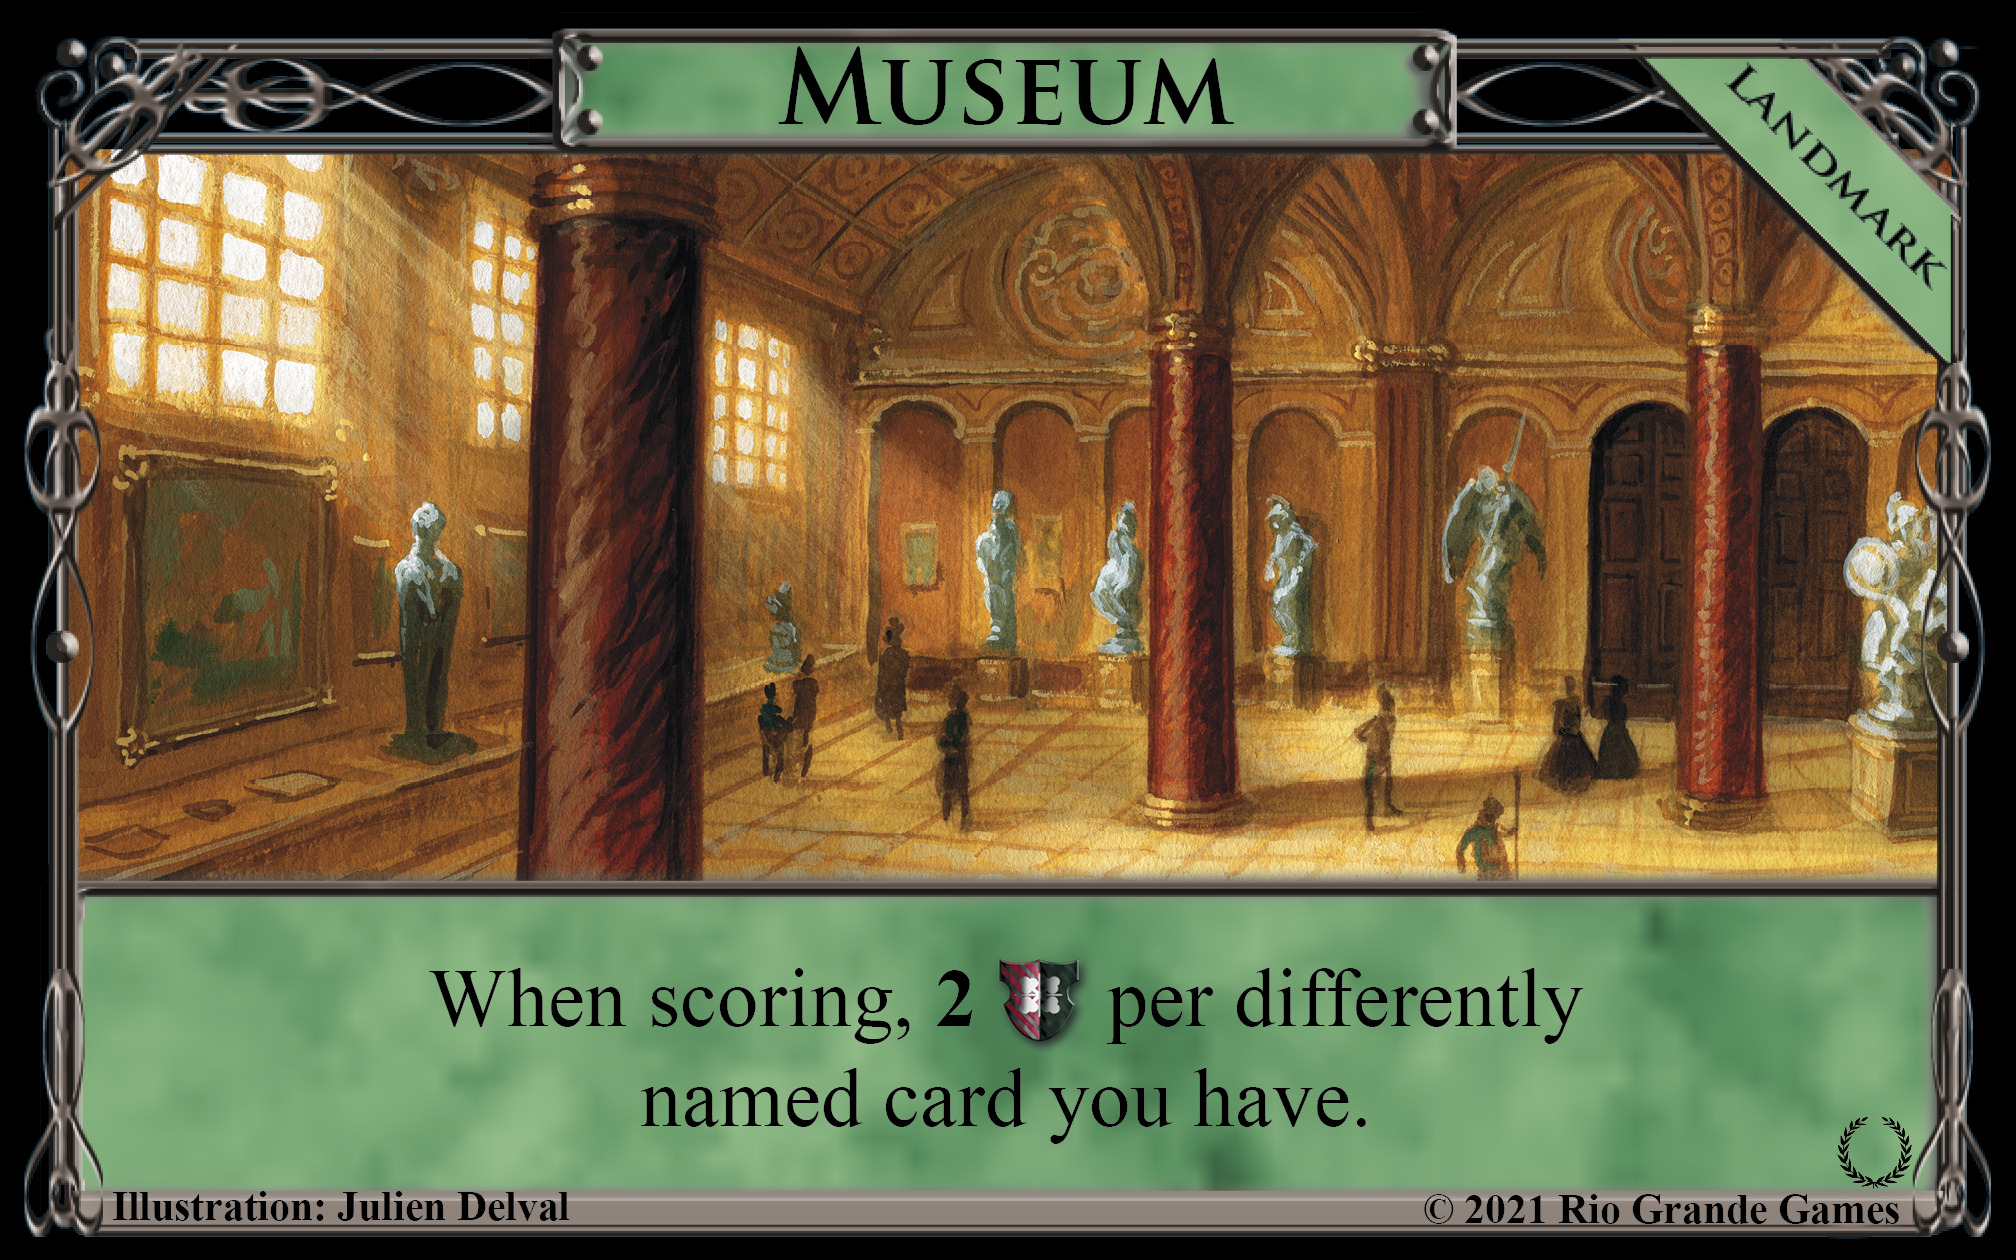 MUSEUM
LANDMARK
When scoring, 2 per differently
named card you have.
Illustration: Julien Delval
© 2021 Rio Grande Games